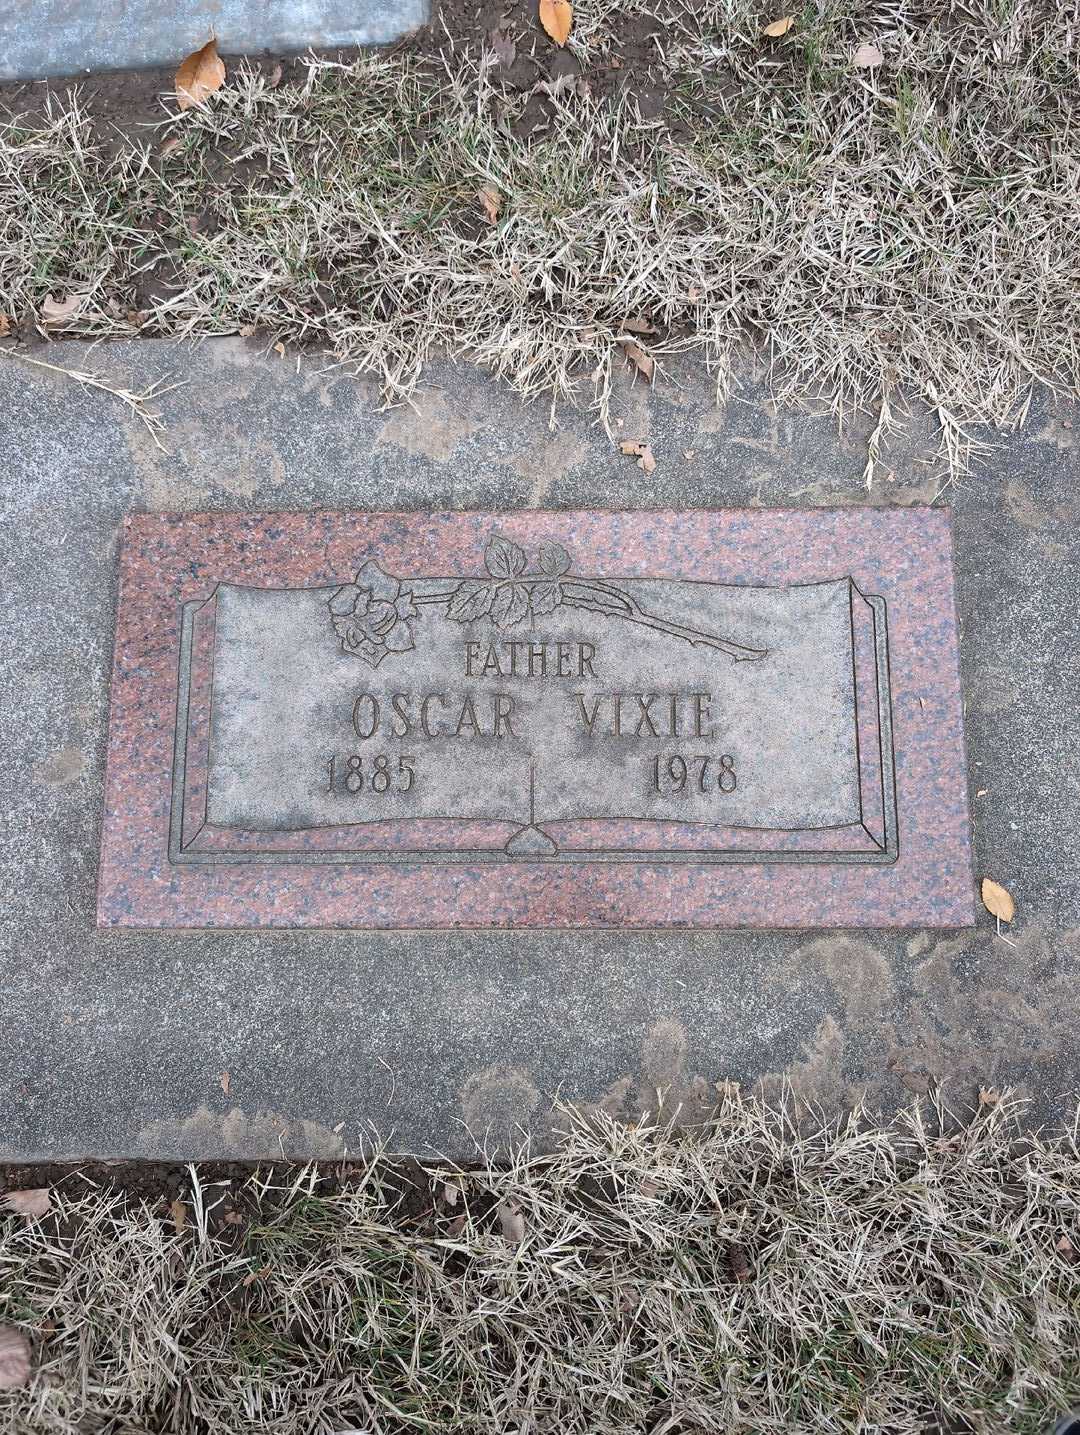 FATHER
OSCAR VIXIE
1885 1978